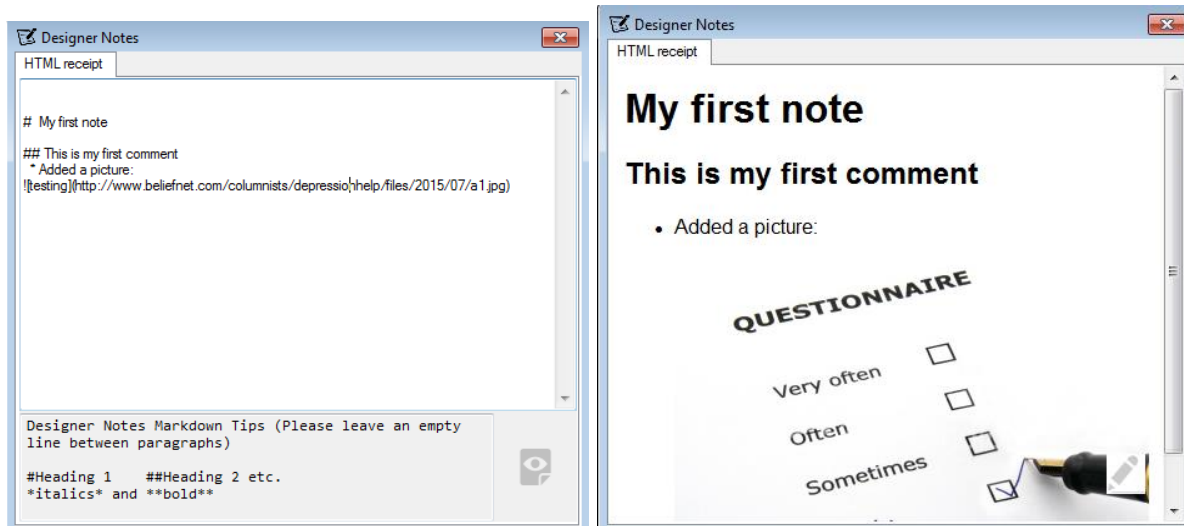 Designer Notes
HTML receipt
# My first note
## This is my first comment
* Added a picture:
![testing](http://www.beliefnet.com/columnists/depressionhelp/files/2015/07/a1.jpg)
Designer Notes Markdown Tips (Please leave an empty
line between paragraphs)
#Heading 1 ##Heading 2 etc.
*italics* and **bold**
Designer Notes
HTML receipt
My first note
This is my first comment
• Added a picture:
QUESTIONNAIRE
Very often
Often
Sometimes